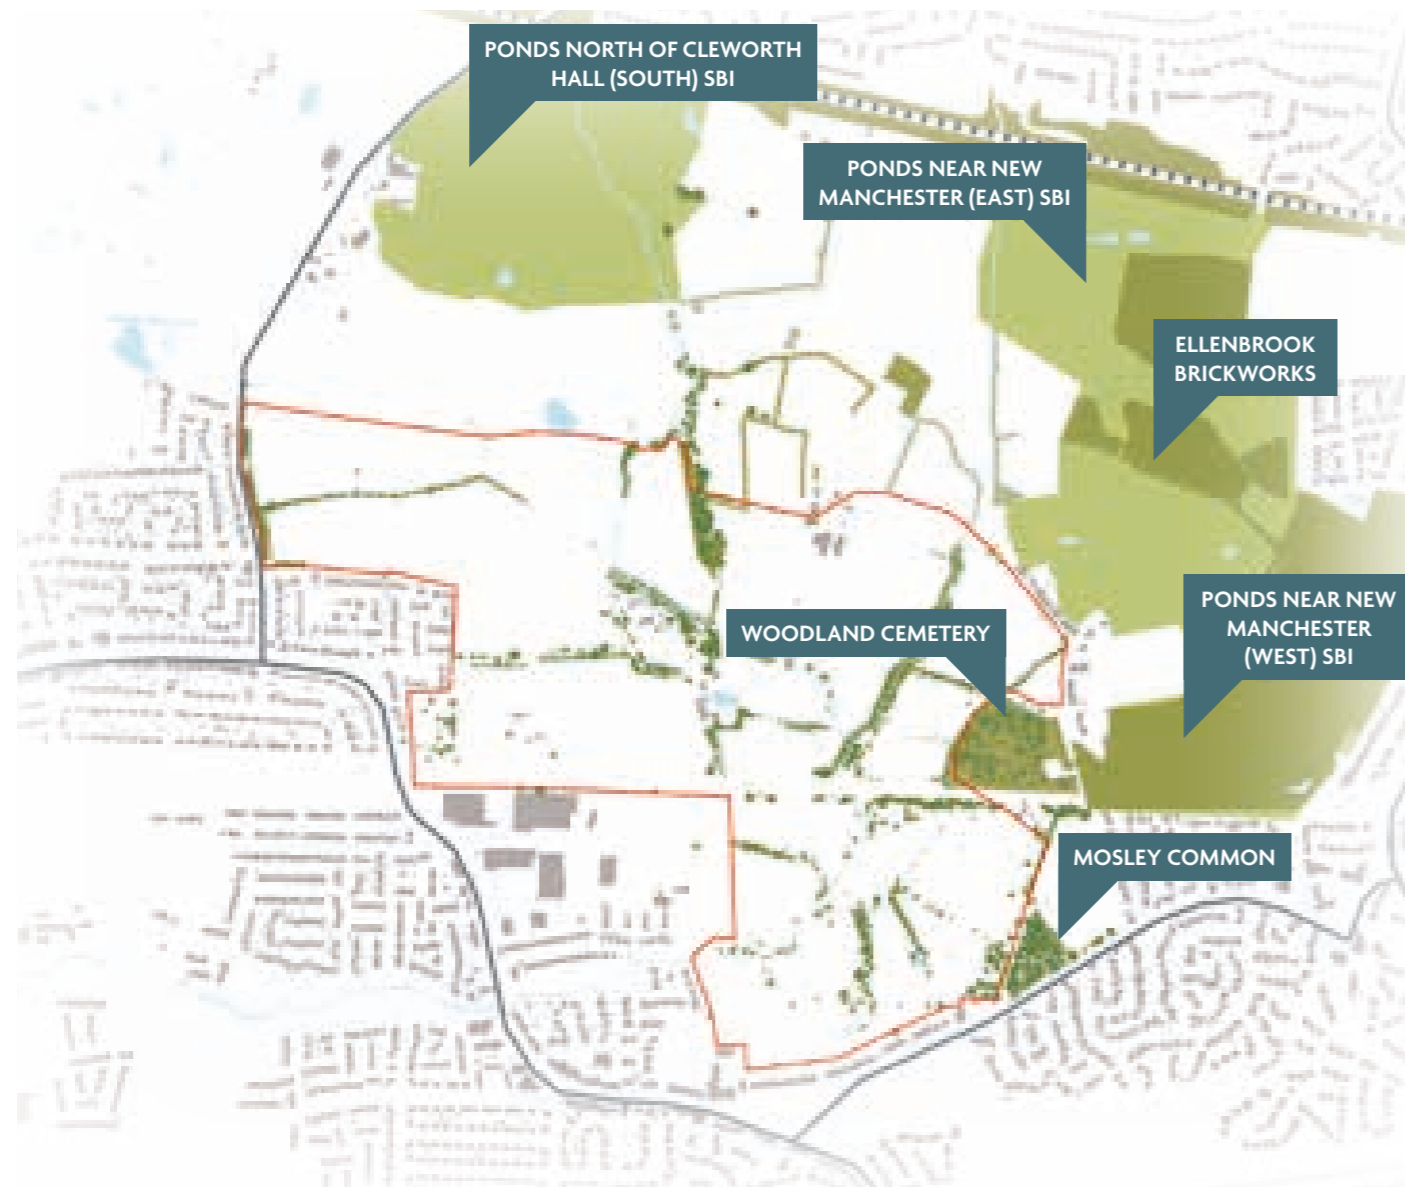 PONDS NORTH OF CLEWORTH
HALL (SOUTH) SBI
PONDS NEAR NEW
MANCHESTER (EAST) SBI
ELLENBROOK
BRICKWORKS
PONDS NEAR NEW
MANCHESTER
(WEST) SBI
WOODLAND CEMETERY
MOSLEY COMMON